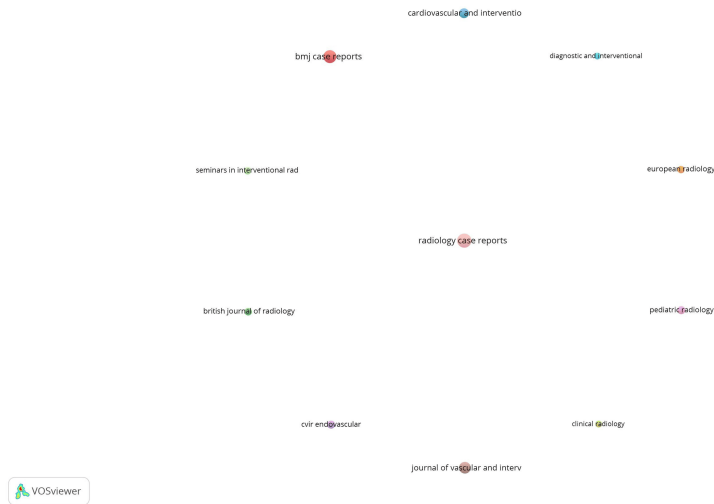 cardiovascular and interventio
bmj case reports
diagnostic and interventional
seminars in interventional rad
european radiology
radiology case reports
british journal of radiology
pediatric radiology
cvir endovascular
clinical radiology
journal of vascular and interv
VOSviewer